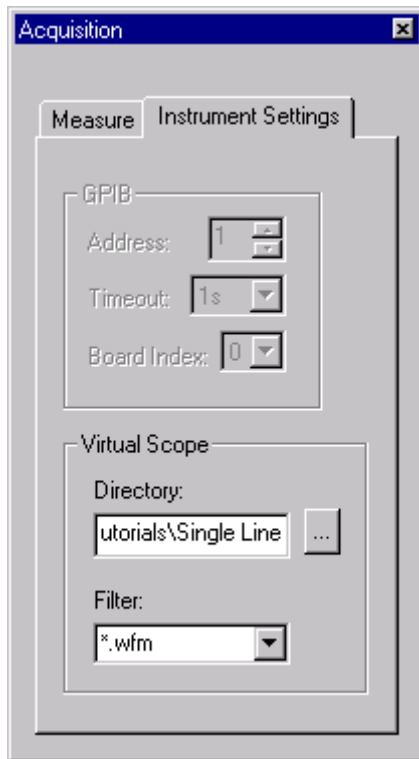 Acquisition
Measure Instrument Settings
GPIB
Address: 1
Timeout: 1s
Board Index: 0
Virtual Scope
Directory:
utorials\Single Line ...
Filter:
*.wfm